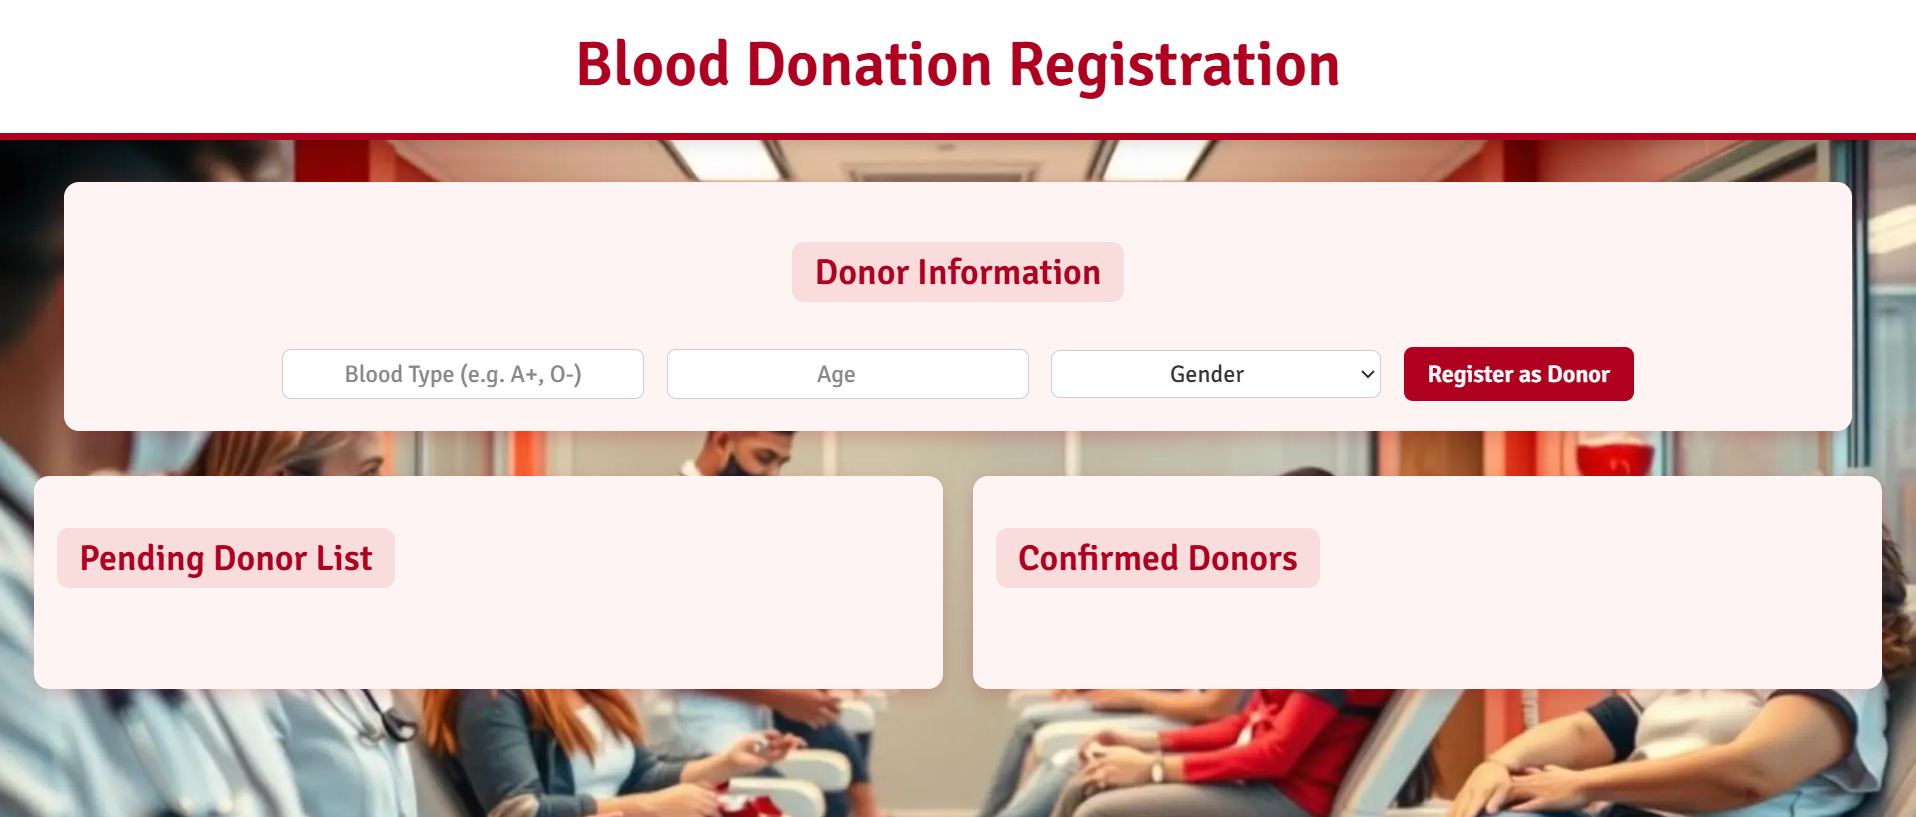 Blood Donation Registration
Donor Information
Blood Type (e.g. A+, O-)
Age
Gender
Register as Donor
Pending Donor List
Confirmed Donors